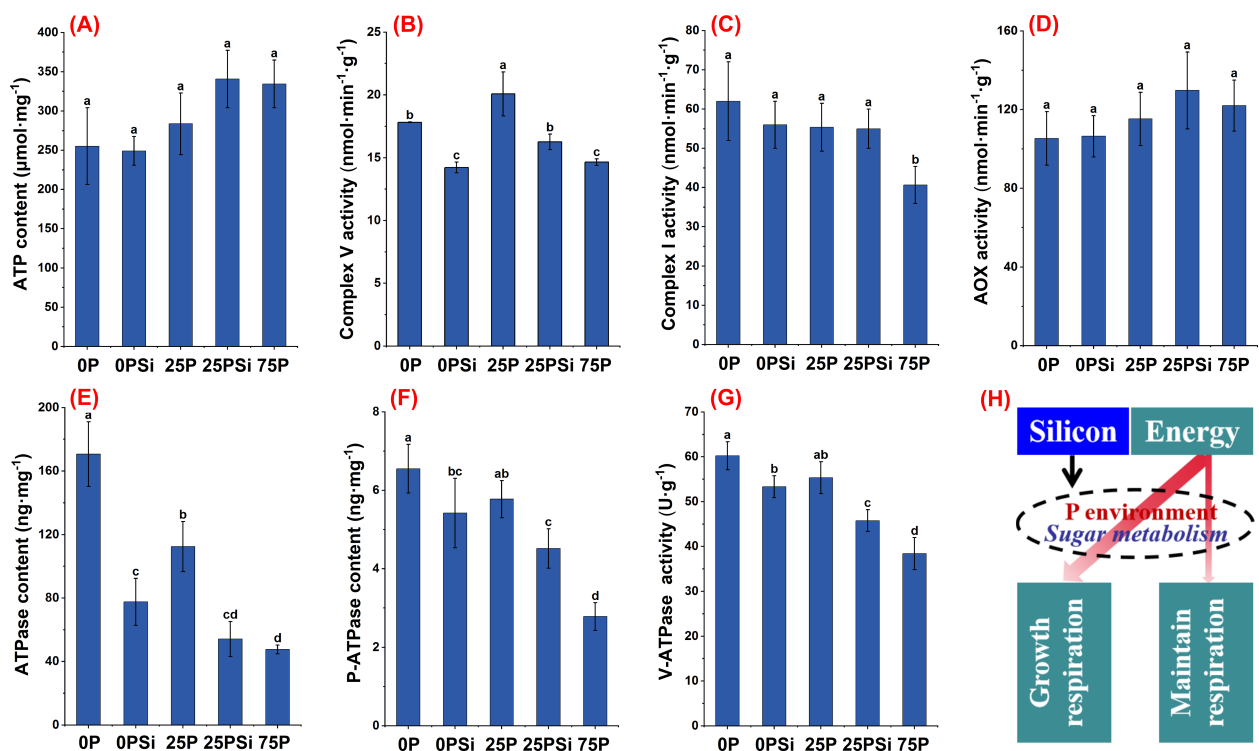 (A)
ATP content (μmol·mg⁻¹)
400
350
300
250
200
150
100
50
0
a
a
a
a
a
0P 0PSi 25P 25PSi 75P
(B)
Complex V activity (nmol·min⁻¹·g⁻¹)
25
20
15
10
5
0
b
c
a
b
c
0P 0PSi 25P 25PSi 75P
(C)
Complex I activity (nmol·min⁻¹·g⁻¹)
80
70
60
50
40
30
20
10
0
a
a
a
a
b
0P 0PSi 25P 25PSi 75P
(D)
AOX activity (nmol·min⁻¹·g⁻¹)
160
120
80
40
0
a
a
a
a
a
0P 0PSi 25P 25PSi 75P
(E)
ATPase content (ng·mg⁻¹)
200
160
120
80
40
0
a
c
b
cd
d
0P 0PSi 25P 25PSi 75P
(F)
P-ATPase content (ng·mg⁻¹)
8
6
4
2
0
a
bc
ab
c
d
0P 0PSi 25P 25PSi 75P
(G)
V-ATPase activity (U·g⁻¹)
70
60
50
40
30
20
10
0
a
b
ab
c
d
0P 0PSi 25P 25PSi 75P
(H)
Silicon Energy
P environment
Sugar metabolism
Growth
respiration
Maintain
respiration